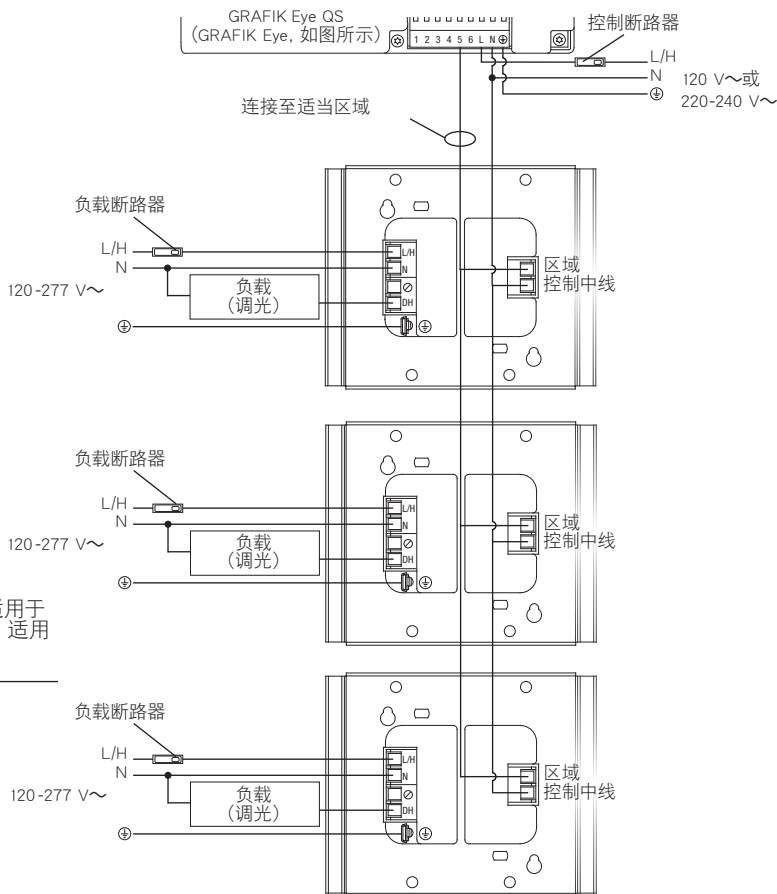 GRAFIK Eye QS
(GRAFIK Eye, 如图所示)
控制断路器
1 2 3 4 5 6 L N
L/H
N
120 V～或
220-240 V～
连接至适当区域
负载断路器
L/H
N
120-277 V～
负载
(调光)
L/H
N
DH
区域
控制中线
负载断路器
L/H
N
120-277 V～
负载
(调光)
L/H
N
DH
区域
控制中线
适用于
适用
负载断路器
L/H
N
120-277 V～
负载
(调光)
L/H
N
DH
区域
控制中线